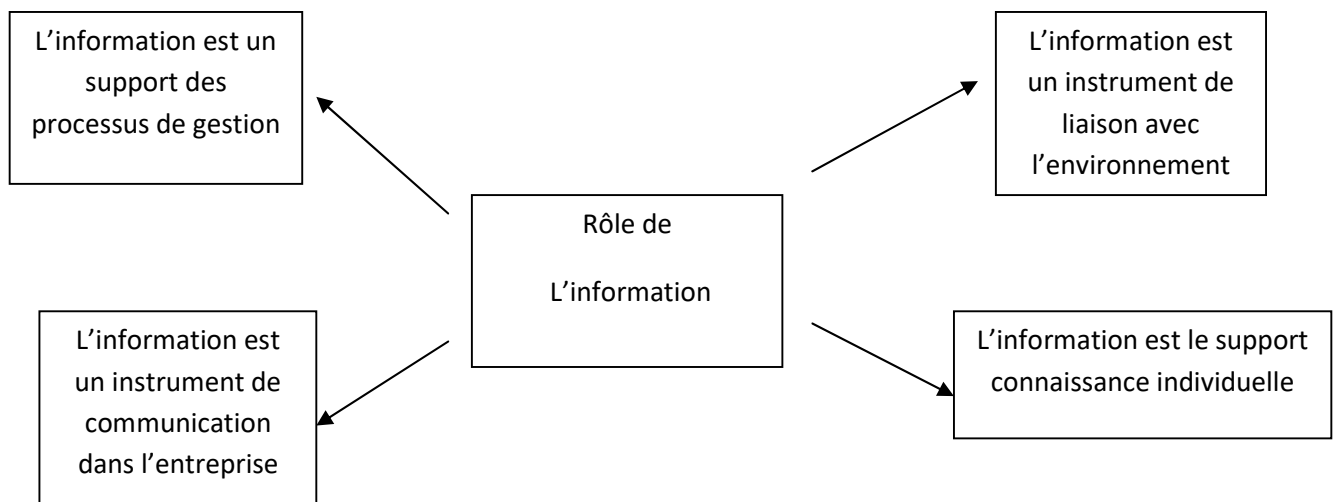 L’information est un
support des
processus de gestion
L’information est
un instrument de
liaison avec
l’environnement
Rôle de
L’information
L’information est
un instrument de
communication
dans l’entreprise
L’information est le support
connaissance individuelle